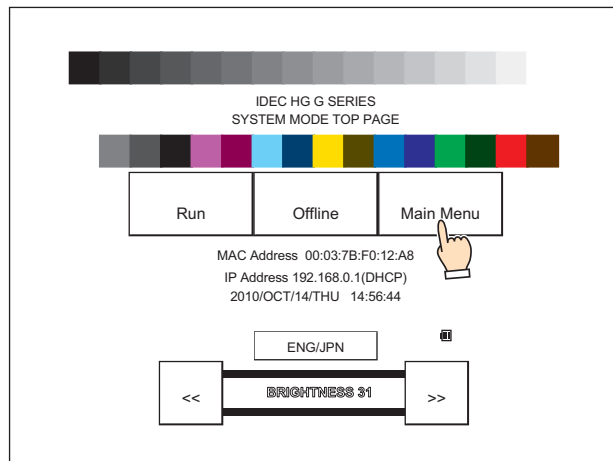 IDEC HG G SERIES
SYSTEM MODE TOP PAGE
Run
Offline
Main Menu
MAC Address 00:03:7B:F0:12:A8
IP Address 192.168.0.1(DHCP)
2010/OCT/14/THU 14:56:44
ENG/JPN
<< BRIGHTNESS 31 >>